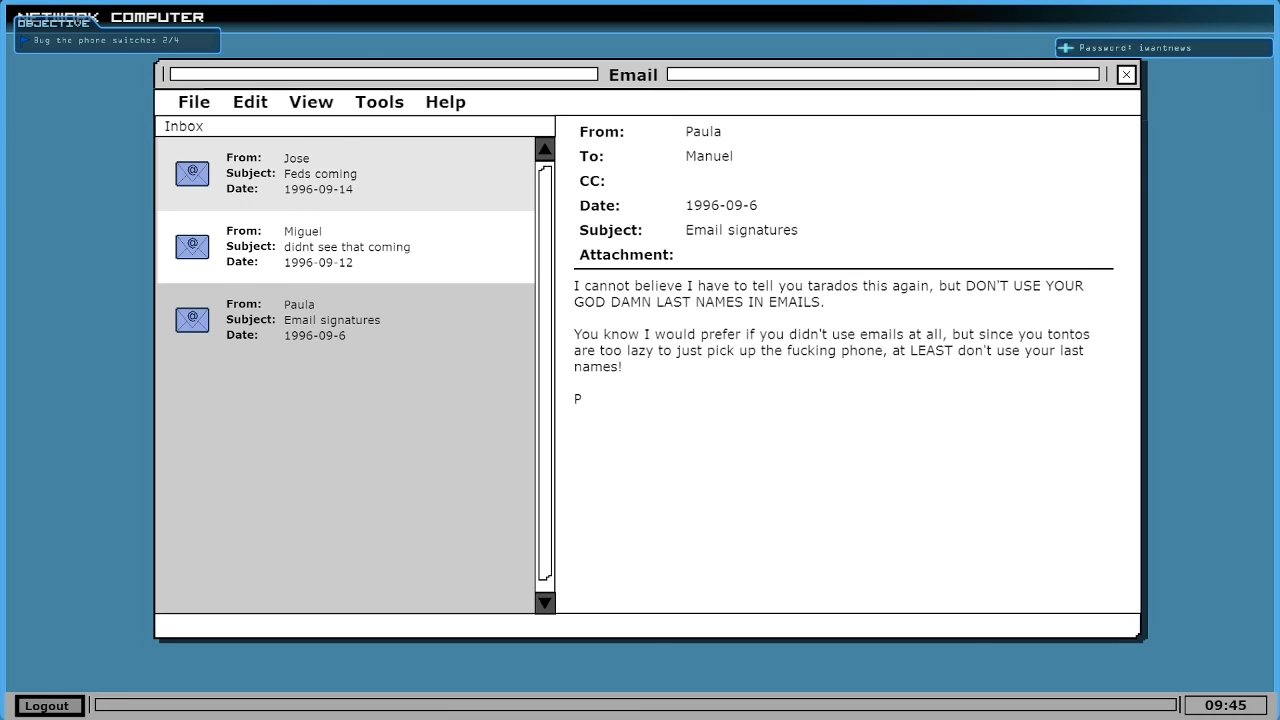 NETWORK COMPUTER
OBJECTIVE
Bug the phone switches 2/4
Password: iwantnews
Email
File Edit View Tools Help
Inbox
From: Jose
Subject: Feds coming
Date: 1996-09-14
From: Miguel
Subject: didnt see that coming
Date: 1996-09-12
From: Paula
Subject: Email signatures
Date: 1996-09-6
From: Paula
To: Manuel
CC:
Date: 1996-09-6
Subject: Email signatures
Attachment:
I cannot believe I have to tell you tarados this again, but DON'T USE YOUR
GOD DAMN LAST NAMES IN EMAILS.
You know I would prefer if you didn't use emails at all, but since you tontos
are too lazy to just pick up the fucking phone, at LEAST don't use your last
names!
P
Logout
09:45